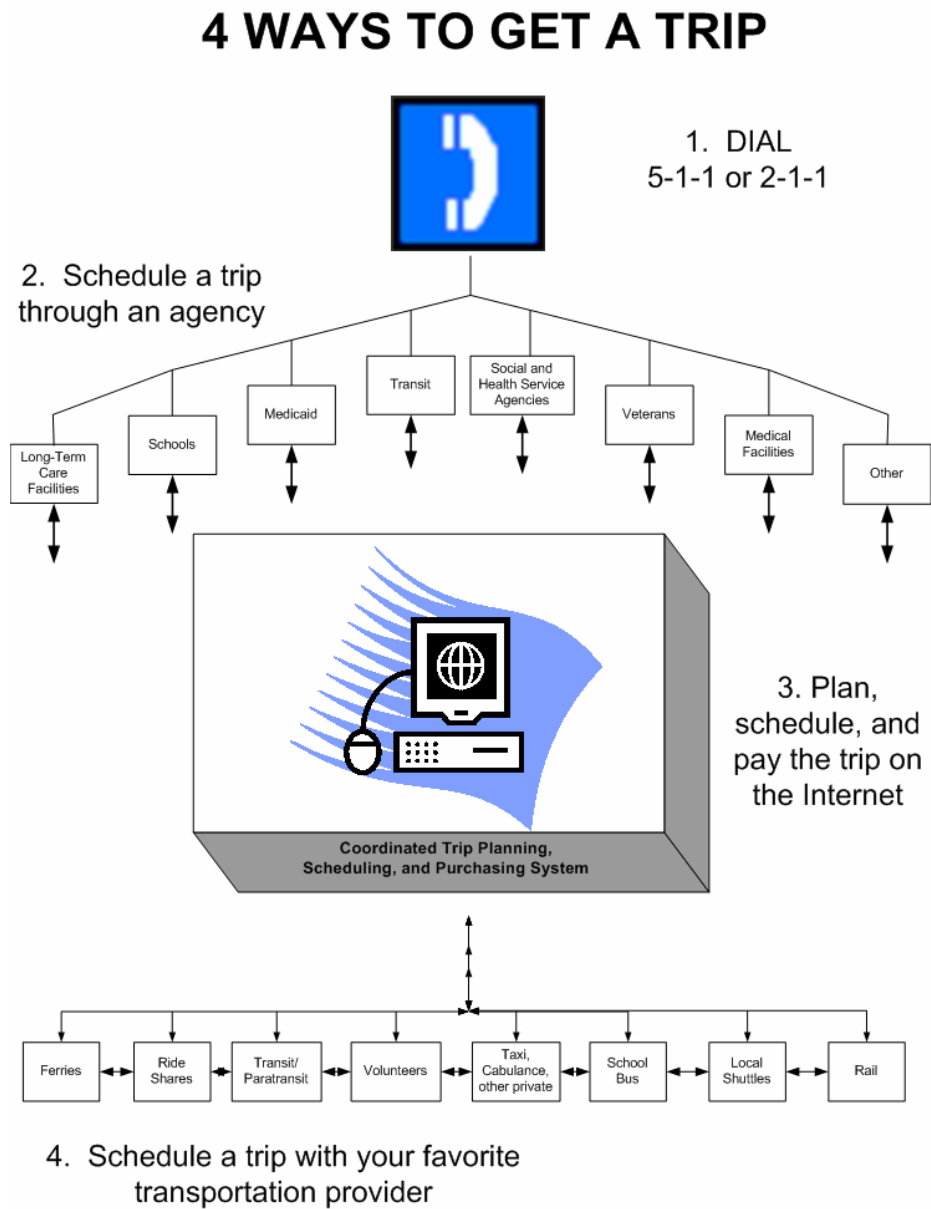 4 WAYS TO GET A TRIP
1. DIAL
5-1-1 or 2-1-1
2. Schedule a trip
through an agency
Long-Term
Care
Facilities
Schools
Medicaid
Transit
Social and
Health Service
Agencies
Veterans
Medical
Facilities
Other
3. Plan,
schedule, and
pay the trip on
the Internet
Coordinated Trip Planning,
Scheduling, and Purchasing System
Ferries
Ride
Shares
Transit/
Paratransit
Volunteers
Taxi,
Cabulance,
other private
School
Bus
Local
Shuttles
Rail
4. Schedule a trip with your favorite
transportation provider